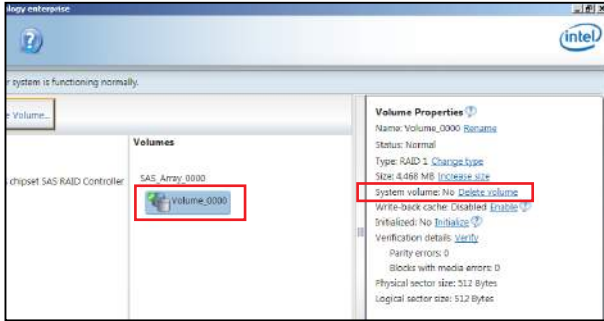 ology enterprise
intel
r system is functioning normally.
e Volume...
Volumes
s chipset SAS RAID Controller
SAS_Array_0000
Volume_0000
Volume Properties
Name: Volume_0000 Rename
Status: Normal
Type: RAID 1 Change type
Size: 4,468 MB Increase size
System volume: No Delete volume
Write-back cache: Disabled Enable
Initialized: No Initialize
Verification details Verify
Parity errors: 0
Blocks with media errors: 0
Physical sector size: 512 Bytes
Logical sector size: 512 Bytes